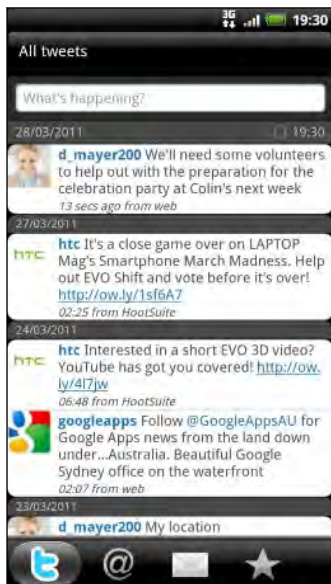 3G 19:30
All tweets
What's happening?
28/03/2011 19:30
d_mayer200 We'll need some volunteers
to help out with the preparation for the
celebration party at Colin's next week
13 secs ago from web
27/03/2011
hTC
htc It's a close game over on LAPTOP
Mag's Smartphone March Madness. Help
out EVO Shift and vote before it's over!
http://ow.ly/1sf6A7
02:25 from HootSuite
24/03/2011
hTC
htc Interested in a short EVO 3D video?
YouTube has got you covered! http://ow.
ly/4l7jw
06:48 from HootSuite
googleapps Follow @GoogleAppsAU for
Google Apps news from the land down
under...Australia. Beautiful Google
Sydney office on the waterfront
02:07 from web
23/03/2011
d_mayer200 My location
@